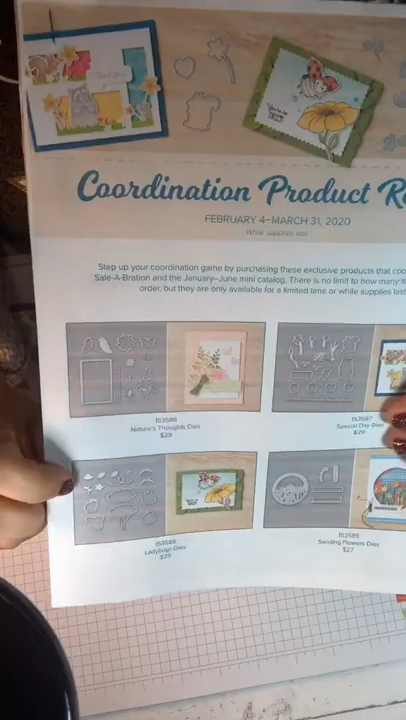 Coordination Product R
FEBRUARY 4–MARCH 31, 2020
While supplies last
Step up your coordination game by purchasing these exclusive products that coo
Sale-A-Bration and the January–June mini catalog. There is no limit to how many
order, but they are only available for a limited time or while supplies last
153586
Nature's Thoughts Dies
$29
153587
Special Day Dies
$29
153588
Ladybugs Dies
$29
153589
Sending Flowers Dies
$27